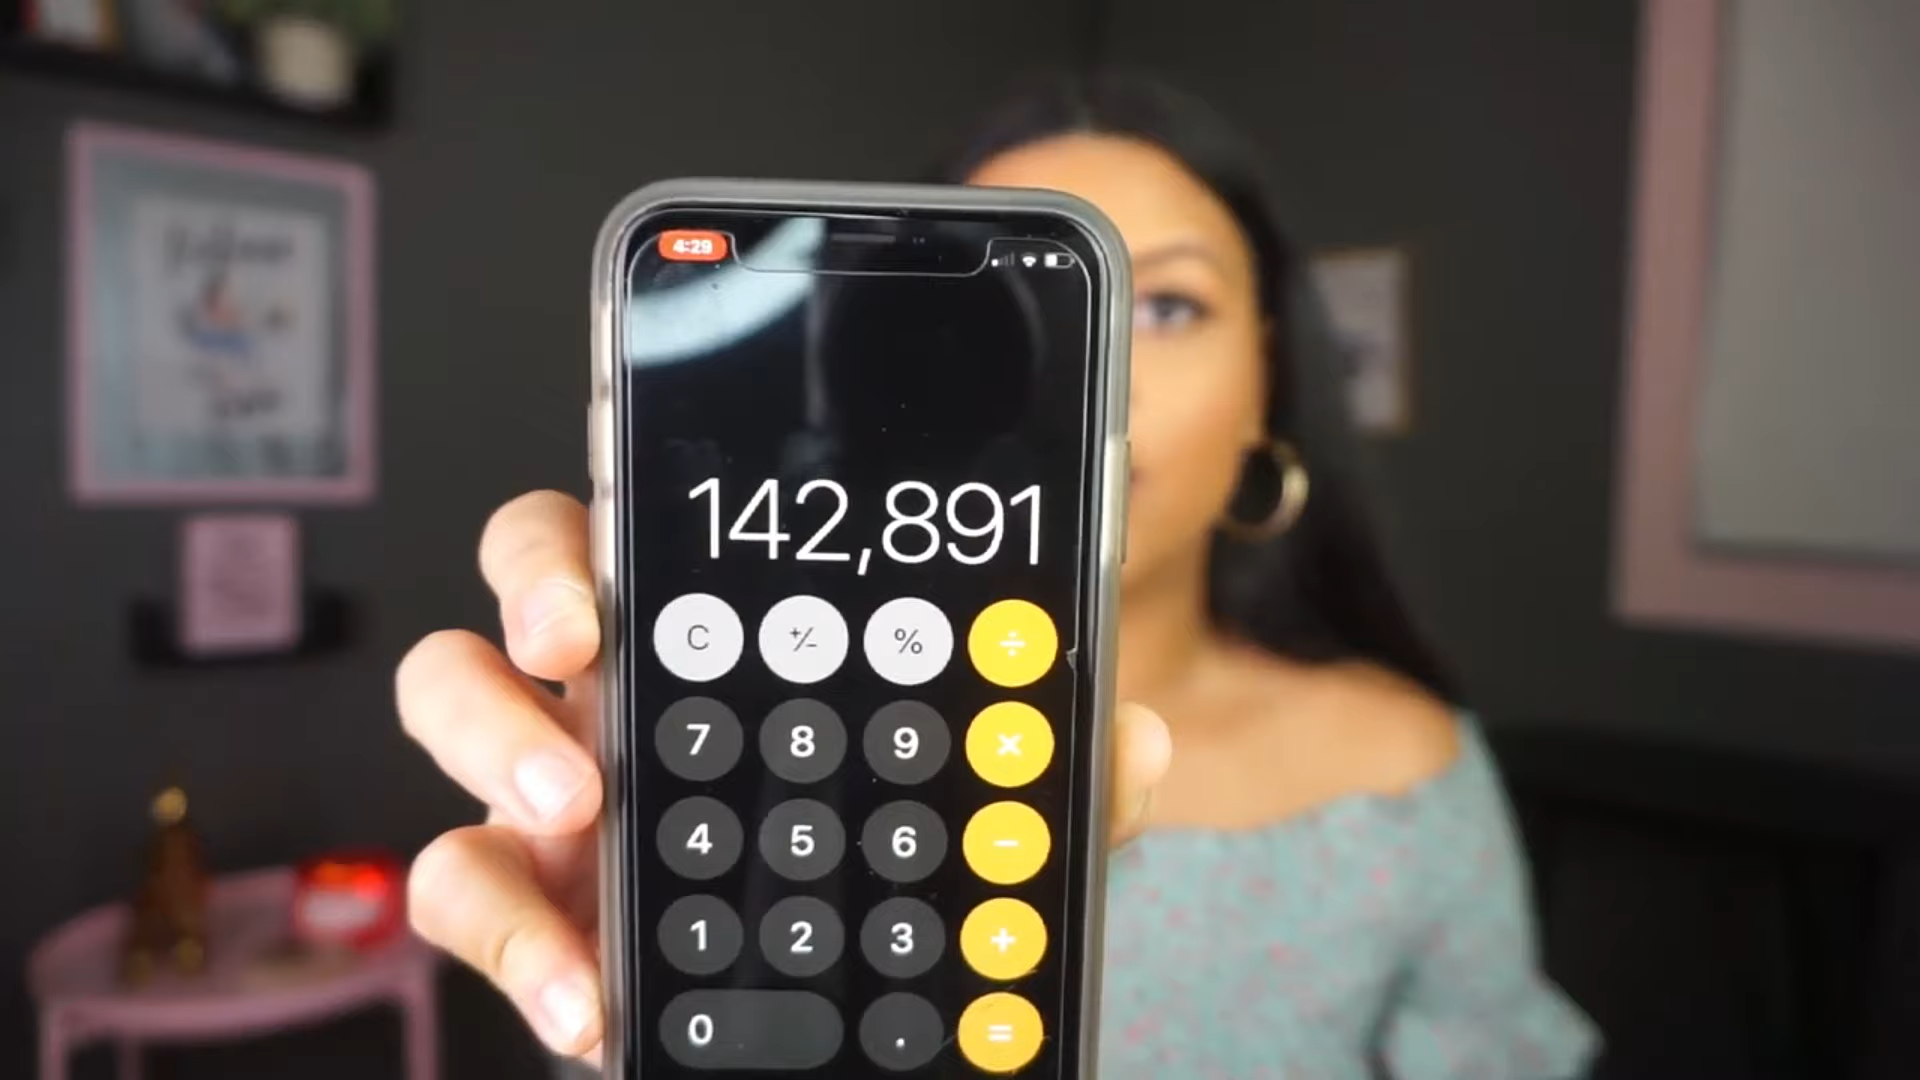 4:29
142,891
C +/- % ÷
7 8 9 ×
4 5 6 −
1 2 3 +
0 . =